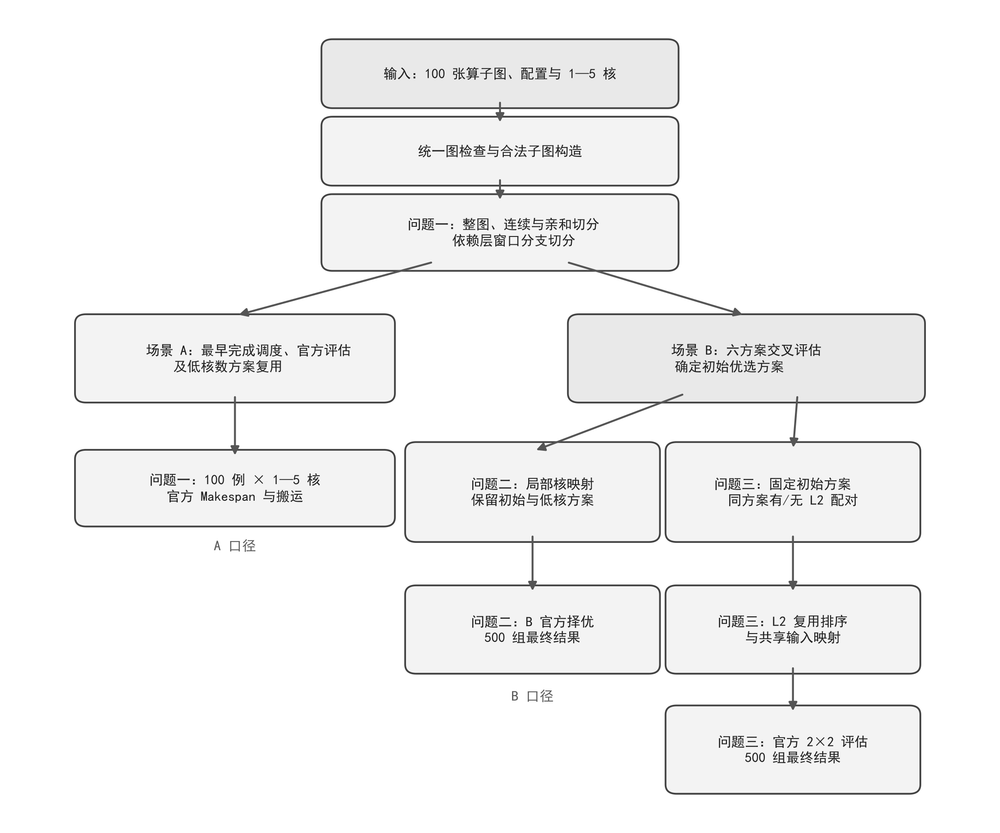 输入：100 张算子图、配置与 1—5 核
统一图检查与合法子图构造
问题一：整图、连续与亲和切分
依赖层窗口分支切分
场景 A：最早完成调度、官方评估
及低核数方案复用
场景 B：六方案交叉评估
确定初始优选方案
问题一：100 例 × 1—5 核
官方 Makespan 与搬运
A 口径
问题二：局部核映射
保留初始与低核方案
问题三：固定初始方案
同方案有/无 L2 配对
问题二：B 官方择优
500 组最终结果
问题三：L2 复用排序
与共享输入映射
B 口径
问题三：官方 2×2 评估
500 组最终结果